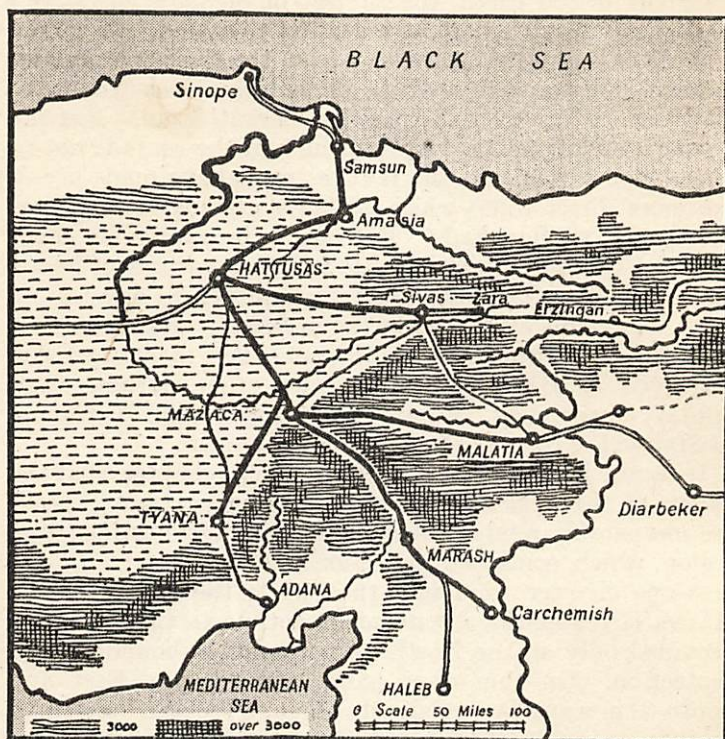 BLACK SEA
Sinope
Samsun
Amasia
HATTUSAS
Sivas
Zara
Erzingan
MAZACA
MALATIA
Diarbeker
TYANA
MARASH
ADANA
Carchemish
MEDITERRANEAN
SEA
HALEB
3000 over 3000
0 Scale 50 Miles 100